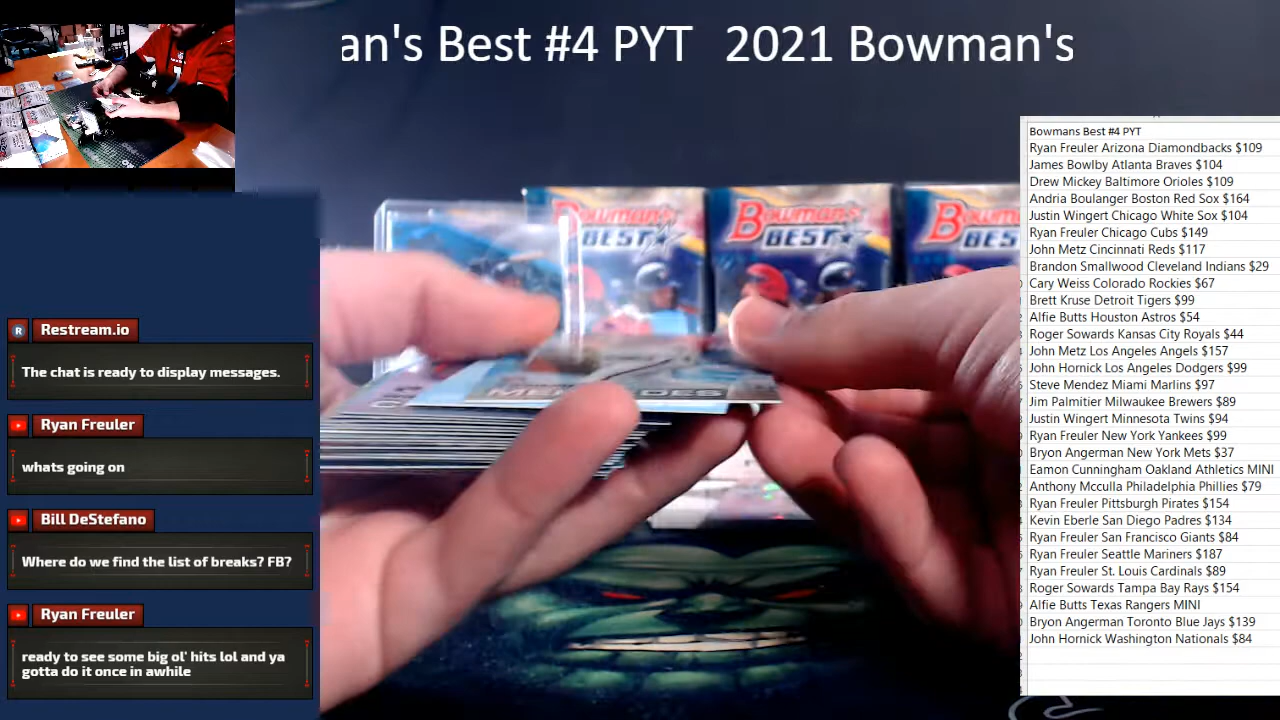 an's Best #4 PYT 2021 Bowman's
Bowman's
BEST
Bowman's
BEST
Bowman's
BEST
Restream.io
The chat is ready to display messages.
Ryan Freuler
whats going on
Bill DeStefano
Where do we find the list of breaks? FB?
Ryan Freuler
ready to see some big ol' hits lol and ya
gotta do it once in awhile
Bowmans Best #4 PYT
Ryan Freuler Arizona Diamondbacks $109
James Bowlby Atlanta Braves $104
Drew Mickey Baltimore Orioles $109
Andria Boulanger Boston Red Sox $164
Justin Wingert Chicago White Sox $104
Ryan Freuler Chicago Cubs $149
John Metz Cincinnati Reds $117
Brandon Smallwood Cleveland Indians $29
Cary Weiss Colorado Rockies $67
Brett Kruse Detroit Tigers $99
Alfie Butts Houston Astros $54
Roger Sowards Kansas City Royals $44
John Metz Los Angeles Angels $157
John Hornick Los Angeles Dodgers $99
Steve Mendez Miami Marlins $97
Jim Palmitier Milwaukee Brewers $89
Justin Wingert Minnesota Twins $94
Ryan Freuler New York Yankees $99
Bryon Angerman New York Mets $37
Eamon Cunningham Oakland Athletics MINI
Anthony Mcculla Philadelphia Phillies $79
Ryan Freuler Pittsburgh Pirates $154
Kevin Eberle San Diego Padres $134
Ryan Freuler San Francisco Giants $84
Ryan Freuler Seattle Mariners $187
Ryan Freuler St. Louis Cardinals $89
Roger Sowards Tampa Bay Rays $154
Alfie Butts Texas Rangers MINI
Bryon Angerman Toronto Blue Jays $139
John Hornick Washington Nationals $84